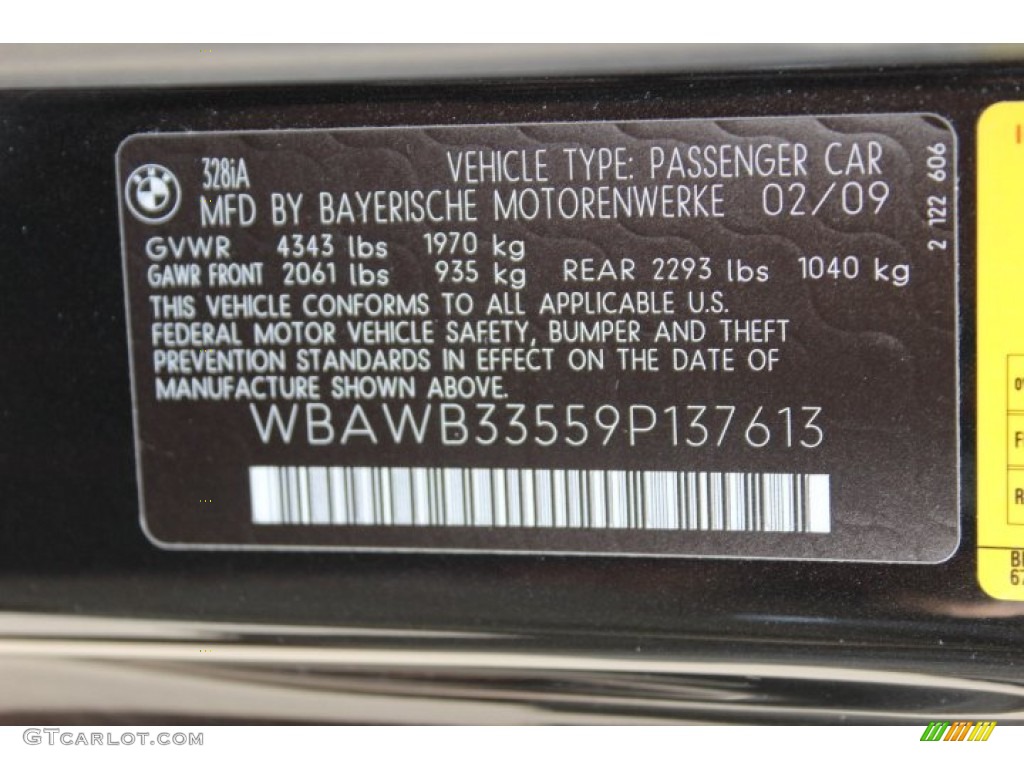 328iA
VEHICLE TYPE: PASSENGER CAR
MFD BY BAYERISCHE MOTORENWERKE 02/09
GVWR 4343 lbs 1970 kg
GAWR FRONT 2061 lbs 935 kg REAR 2293 lbs 1040 kg
THIS VEHICLE CONFORMS TO ALL APPLICABLE U.S.
FEDERAL MOTOR VEHICLE SAFETY, BUMPER AND THEFT
PREVENTION STANDARDS IN EFFECT ON THE DATE OF
MANUFACTURE SHOWN ABOVE.
WBAWB33559P137613
2 122 606
BMW
GTCarLot.com